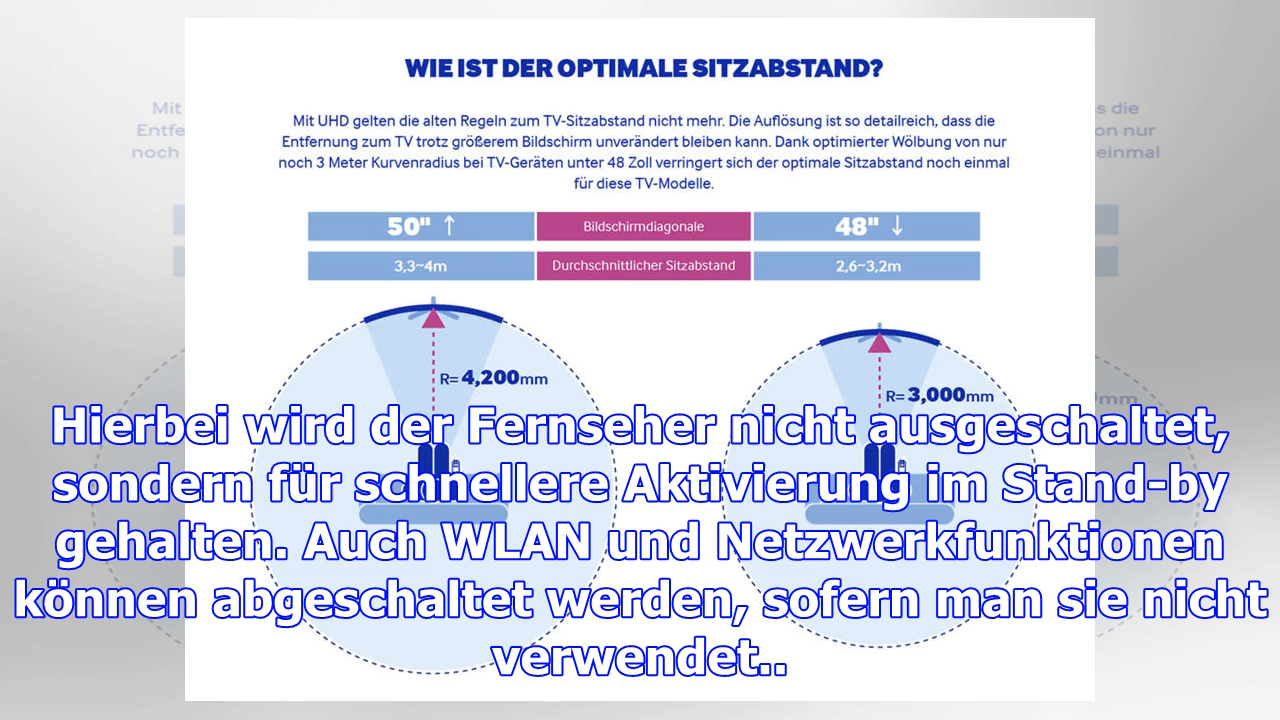 WIE IST DER OPTIMALE SITZABSTAND?
Mit UHD gelten die alten Regeln zum TV-Sitzabstand nicht mehr. Die Auflösung ist so detailreich, dass die
Entfernung zum TV trotz größerem Bildschirm unverändert bleiben kann. Dank optimierter Wölbung von nur
noch 3 Meter Kurvenradius bei TV-Geräten unter 48 Zoll verringert sich der optimale Sitzabstand noch einmal
für diese TV-Modelle.
50" ↑ Bildschirmdiagonale 48" ↓
3,3~4m Durchschnittlicher Sitzabstand 2,6~3,2m
R= 4,200mm
R= 3,000mm
Hierbei wird der Fernseher nicht ausgeschaltet,
sondern für schnellere Aktivierung im Stand-by
gehalten. Auch WLAN und Netzwerkfunktionen
können abgeschaltet werden, sofern man sie nicht
verwendet..